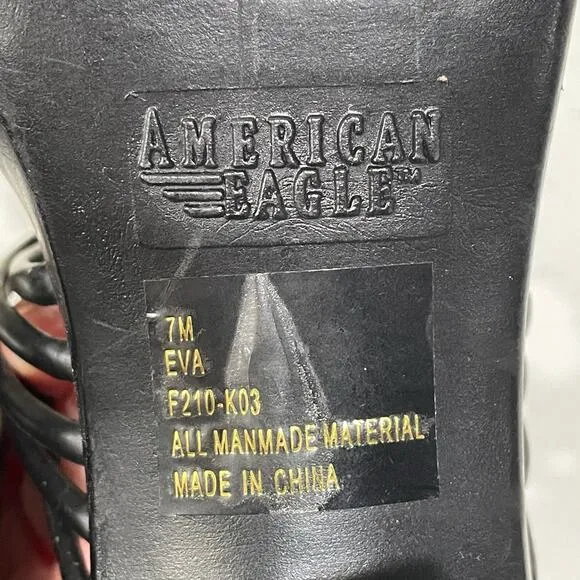 AMERICAN
EAGLE™
7M
EVA
F210-K03
ALL MANMADE MATERIAL
MADE IN CHINA